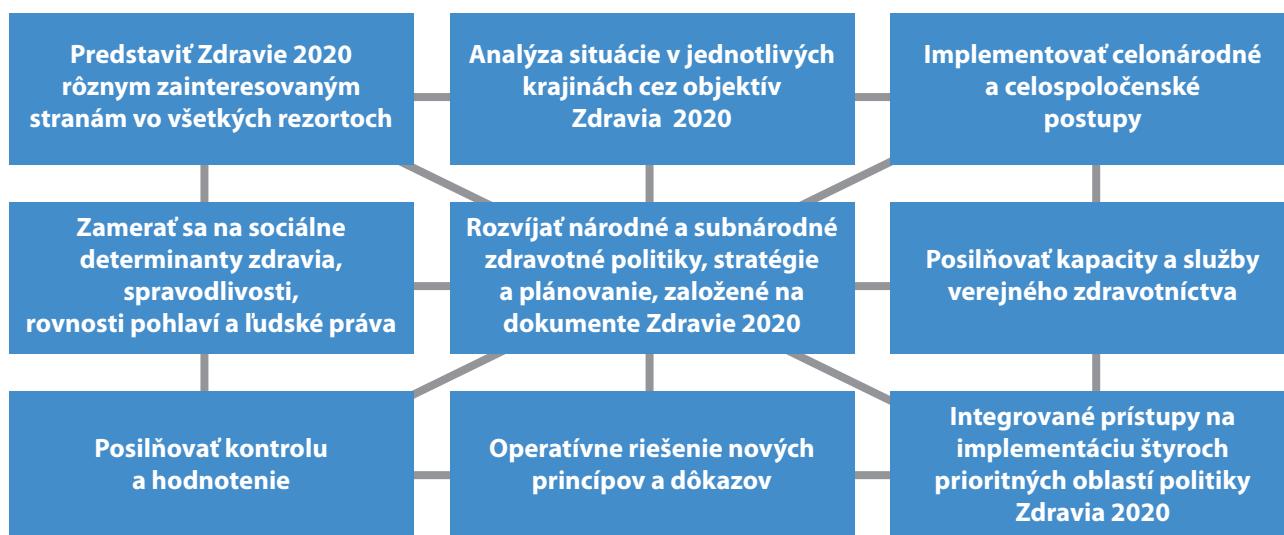 Predstaviť Zdravie 2020
rôznym zainteresovaným
stranám vo všetkých rezortoch
Analýza situácie v jednotlivých
krajinách cez objektív
Zdravia 2020
Implementovať celonárodné
a celospoločenské
postupy
Zamerať sa na sociálne
determinanty zdravia,
spravodlivosti,
rovnosti pohlaví a ľudské práva
Rozvíjať národné a subnárodné
zdravotné politiky, stratégie
a plánovanie, založené na
dokumente Zdravie 2020
Posilňovať kapacity a služby
verejného zdravotníctva
Posilňovať kontrolu
a hodnotenie
Operatívne riešenie nových
princípov a dôkazov
Integrované prístupy na
implementáciu štyroch
prioritných oblastí politiky
Zdravia 2020